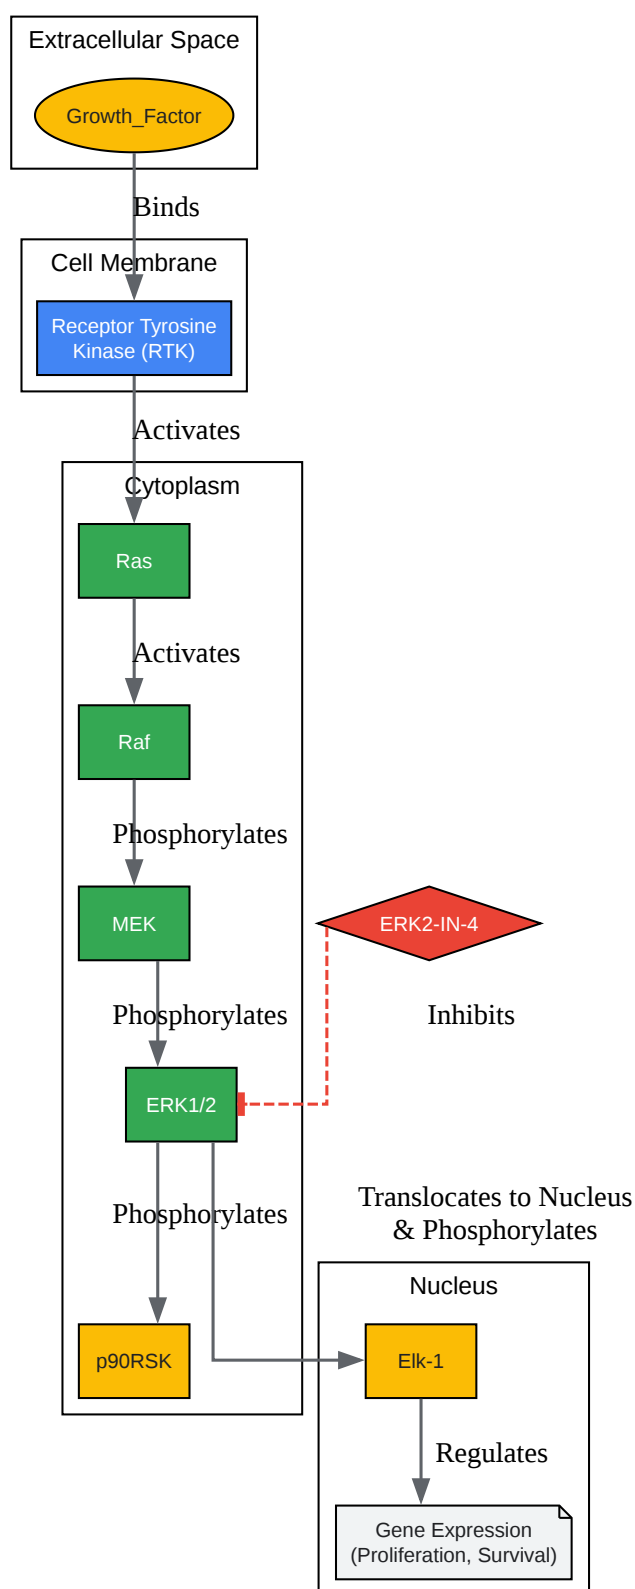 Extracellular Space
Growth_Factor
Binds
Cell Membrane
Receptor Tyrosine
Kinase (RTK)
Activates
Cytoplasm
Ras
Activates
Raf
Phosphorylates
MEK
ERK2-IN-4
Phosphorylates
Inhibits
ERK1/2
Phosphorylates
Translocates to Nucleus
& Phosphorylates
Nucleus
p90RSK
Elk-1
Regulates
Gene Expression
(Proliferation, Survival)